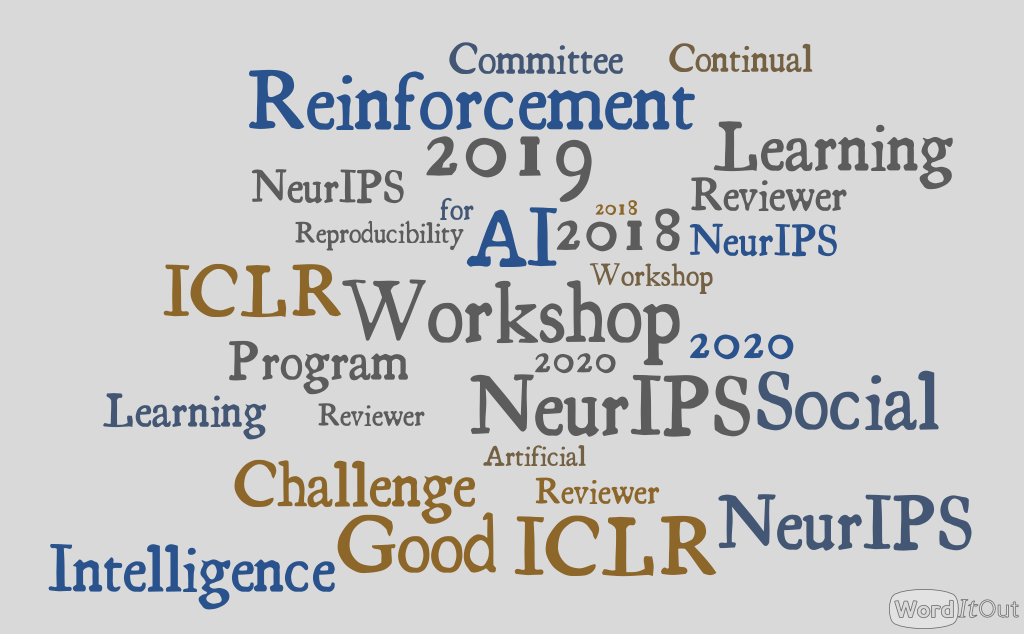 Committee
Continual
Reinforcement
2019
Learning
NeurIPS
Reviewer
for
2018
Reproducibility
AI
2018
NeurIPS
ICLR
Workshop
Workshop
2020
Program
2020
Learning
Reviewer
NeurIPS
Social
Artificial
Challenge
Reviewer
NeurIPS
Good
ICLR
Intelligence
WordItOut